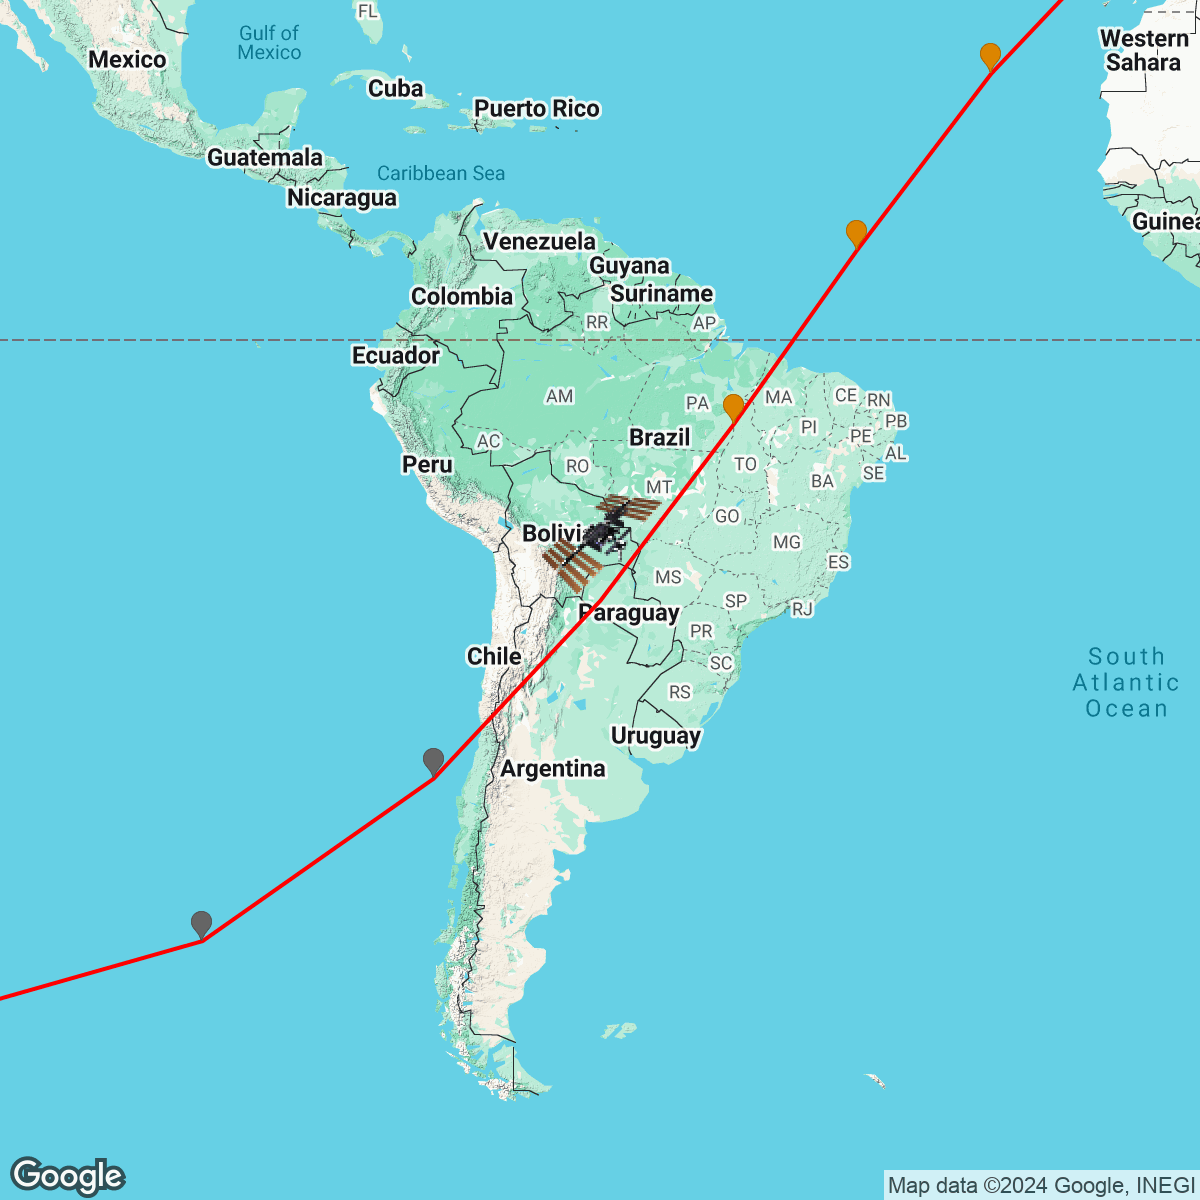 FL
Gulf of
Mexico
Mexico
Western
Sahara
Cuba
Puerto Rico
Guatemala
Caribbean Sea
Nicaragua
Guinea
Venezuela
Guyana
Colombia
Suriname
RR
AP
Ecuador
AM
PA
MA
CE
RN
PI
PB
Brazil
PE
AC
AL
Peru
RO
TO
SE
MT
BA
GO
Bolivi
MG
ES
MS
SP
RJ
Paraguay
PR
Chile
SC
South
Atlantic
Ocean
RS
Uruguay
Argentina
Google
Map data ©2024 Google, INEGI